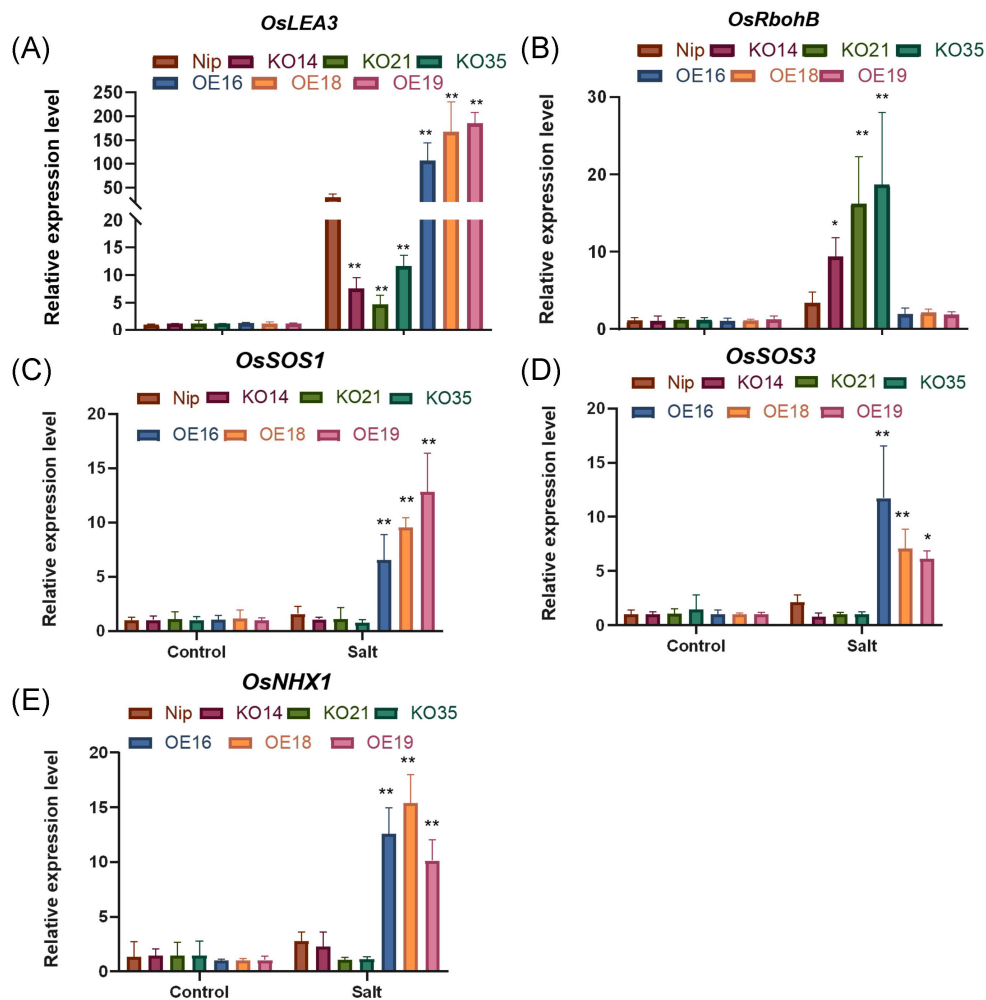 (A)
OsLEA3
Nip KO14 KO21 KO35
OE16 OE18 OE19
Relative expression level
250
200
150
100
50
20
15
10
5
0
** ** ** ** ** **
(B)
OsRbohB
Nip KO14 KO21 KO35
OE16 OE18 OE19
Relative expression level
30
20
10
0
* ** **
(C)
OsSOS1
Nip KO14 KO21 KO35
OE16 OE18 OE19
Relative expression level
20
15
10
5
0
** ** **
Control Salt
(D)
OsSOS3
Nip KO14 KO21 KO35
OE16 OE18 OE19
Relative expression level
20
15
10
5
0
** ** *
Control Salt
(E)
OsNHX1
Nip KO14 KO21 KO35
OE16 OE18 OE19
Relative expression level
20
15
10
5
0
** ** **
Control Salt